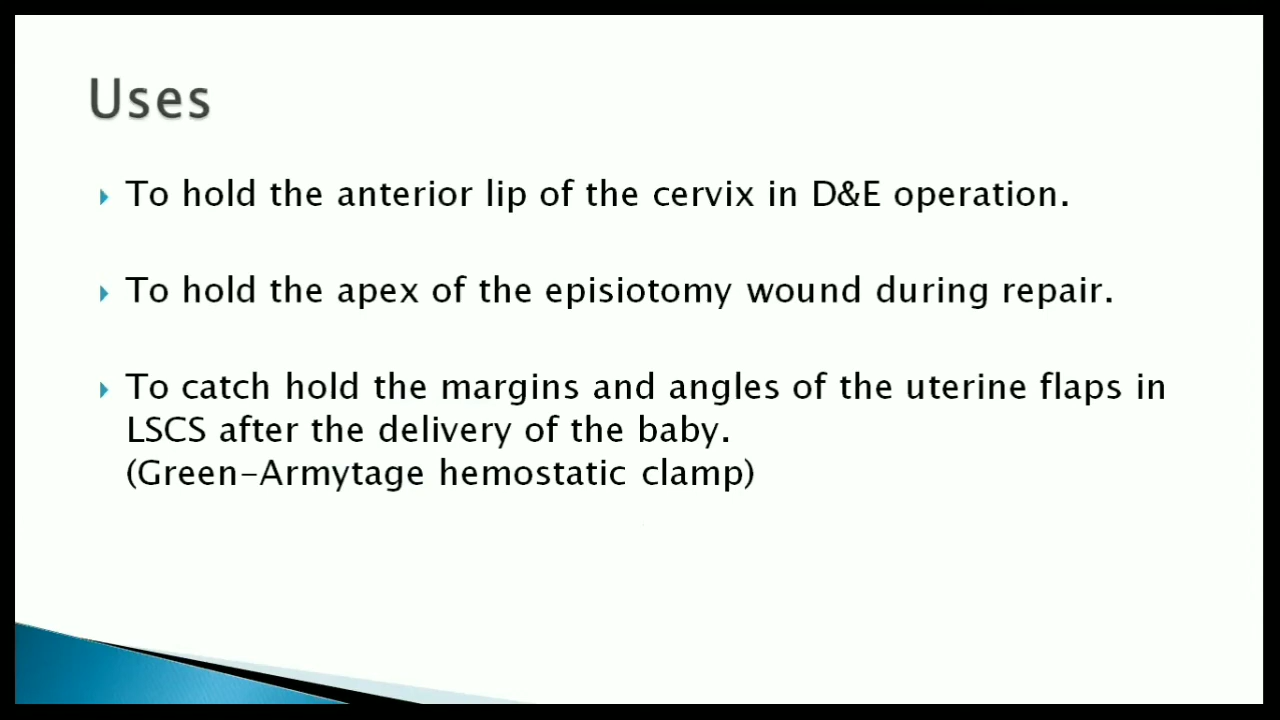 Uses
To hold the anterior lip of the cervix in D&E operation.
To hold the apex of the episiotomy wound during repair.
To catch hold the margins and angles of the uterine flaps in
LSCS after the delivery of the baby.
(Green-Armytage hemostatic clamp)